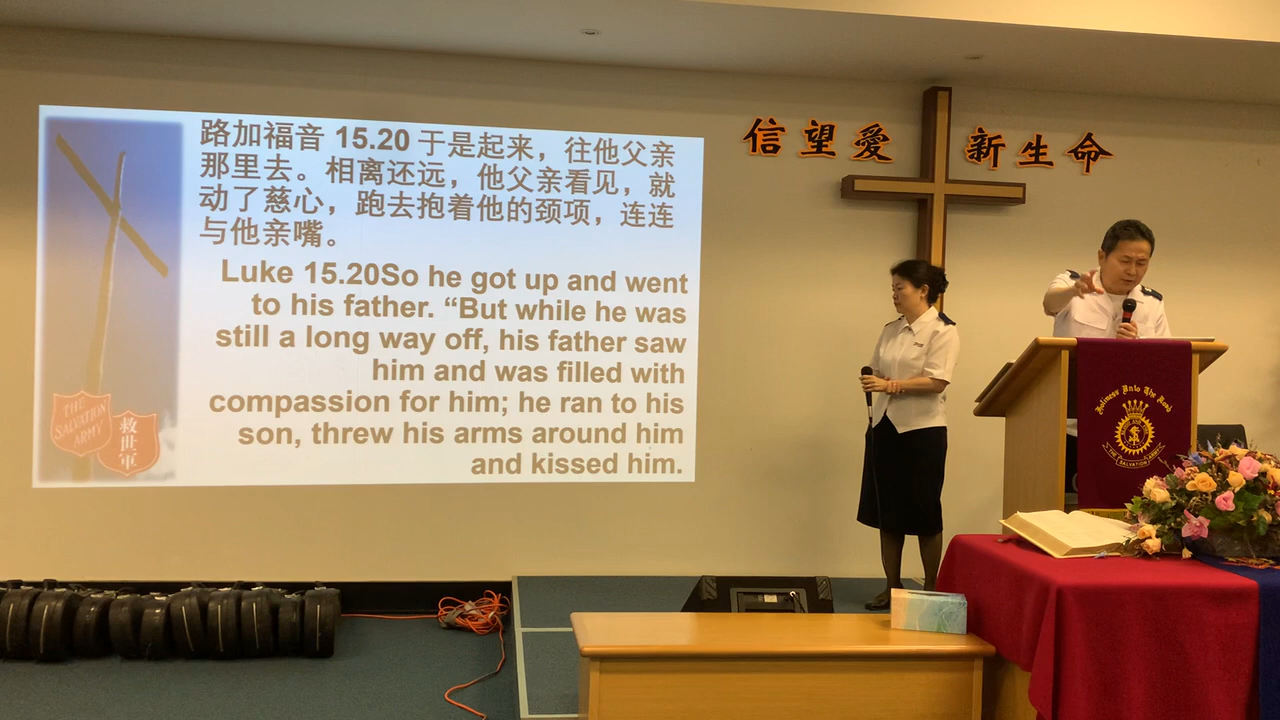 路加福音 15.20 于是起来，往他父亲
那里去。相离还远，他父亲看见，就
动了慈心，跑去抱着他的颈项，连连
与他亲嘴。
Luke 15.20So he got up and went
to his father. “But while he was
still a long way off, his father saw
him and was filled with
compassion for him; he ran to his
son, threw his arms around him
and kissed him.
THE
SALVATION
ARMY
救世軍
信望愛 新生命
Holiness Unto The Lord
THE SALVATION ARMY